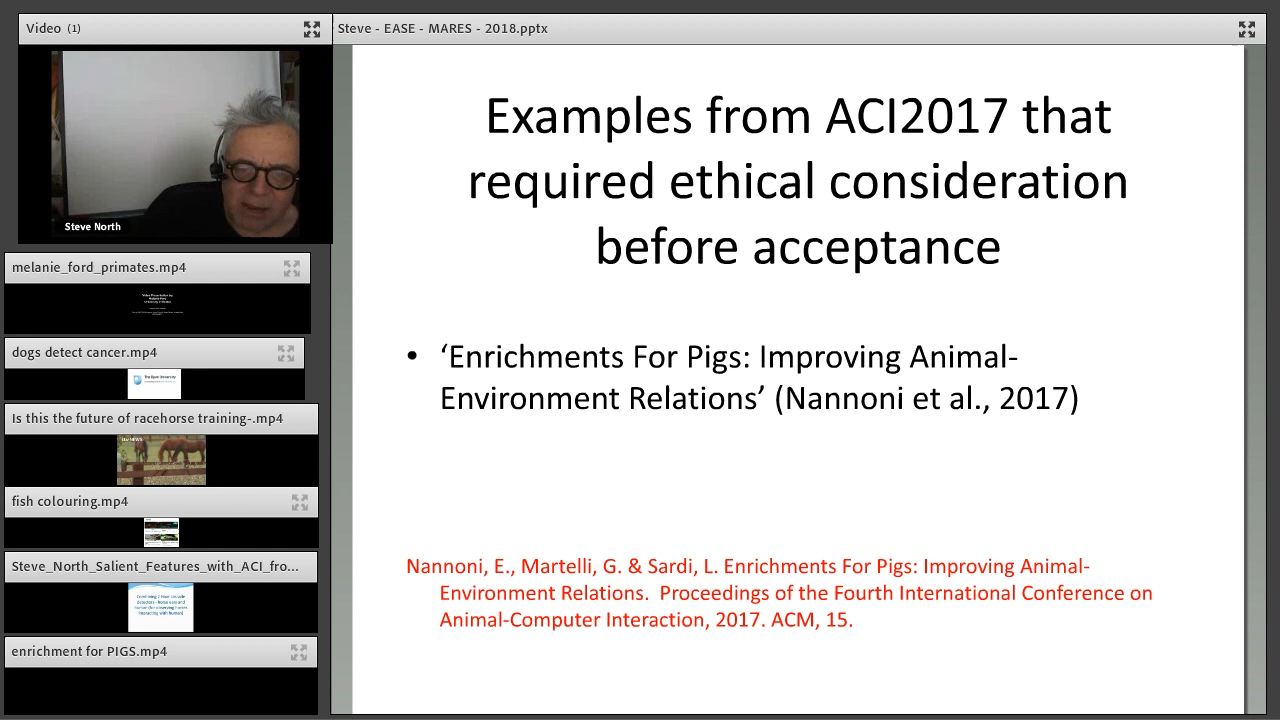 Video (1)
Steve North
melanie_ford_primates.mp4
dogs detect cancer.mp4
Is this the future of racehorse training-.mp4
fish colouring.mp4
Steve_North_Salient_Features_with_ACI_fro...
enrichment for PIGS.mp4
Steve - EASE - MARES - 2018.pptx
Examples from ACI2017 that
required ethical consideration
before acceptance
• ‘Enrichments For Pigs: Improving Animal-
Environment Relations’ (Nannoni et al., 2017)
Nannoni, E., Martelli, G. & Sardi, L. Enrichments For Pigs: Improving Animal-
Environment Relations. Proceedings of the Fourth International Conference on
Animal-Computer Interaction, 2017. ACM, 15.